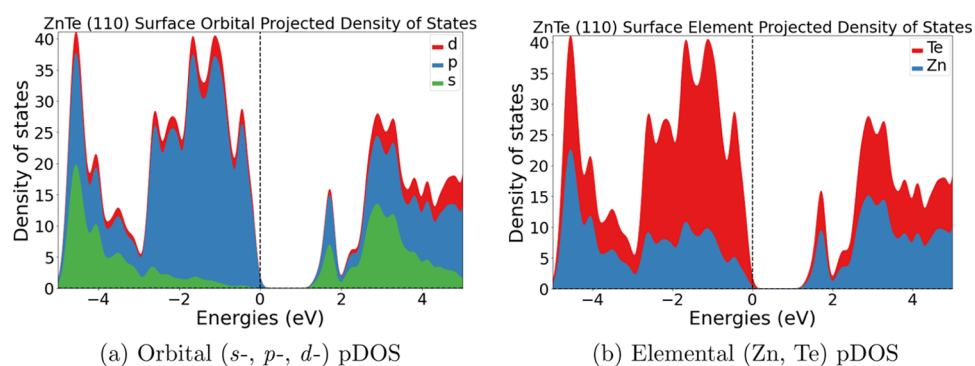 ZnTe (110) Surface Orbital Projected Density of States
40
35
30
25
20
15
10
5
0
Density of states
d
p
s
−4
−2
0
2
4
Energies (eV)
(a) Orbital (s-, p-, d-) pDOS
ZnTe (110) Surface Element Projected Density of States
40
35
30
25
20
15
10
5
0
Density of states
Te
Zn
−4
−2
0
2
4
Energies (eV)
(b) Elemental (Zn, Te) pDOS